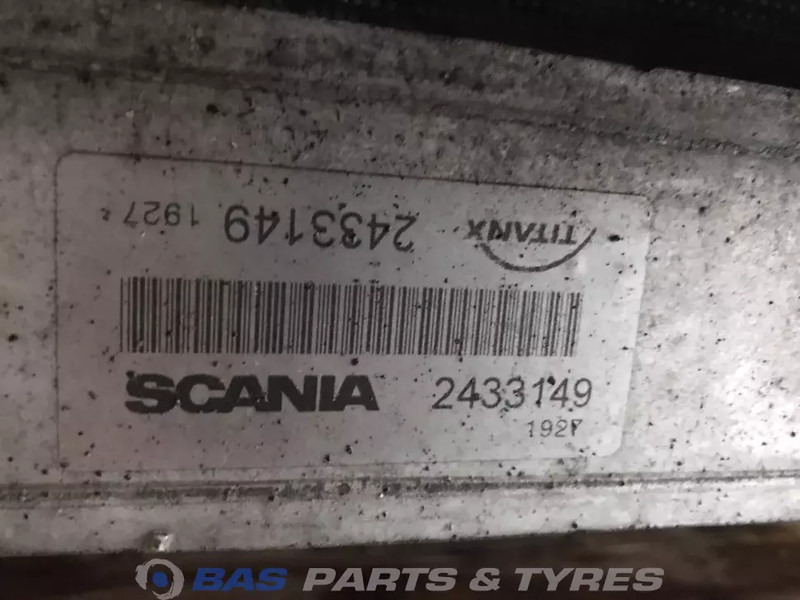 TITANX
2433149 1927
SCANIA 2433149
1927
BAS PARTS & TYRES